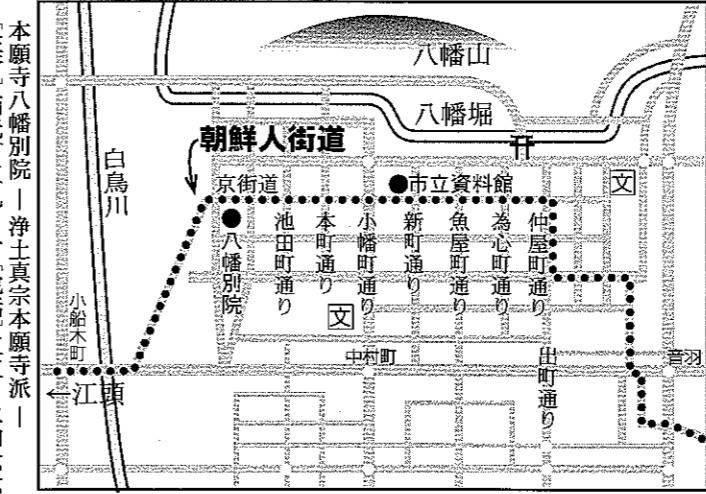 本願寺八幡別院 ― 浄土真宗本願寺派 ―
八幡山
八幡堀
朝鮮人街道
白鳥川
京街道
●市立資料館
文
●八幡別院
池田町通り
本町通り
小幡町通り
新町通り
魚屋町通り
為心町通り
仲屋町通り
文
小船木町
中村町
出町通り
音羽
←江頭